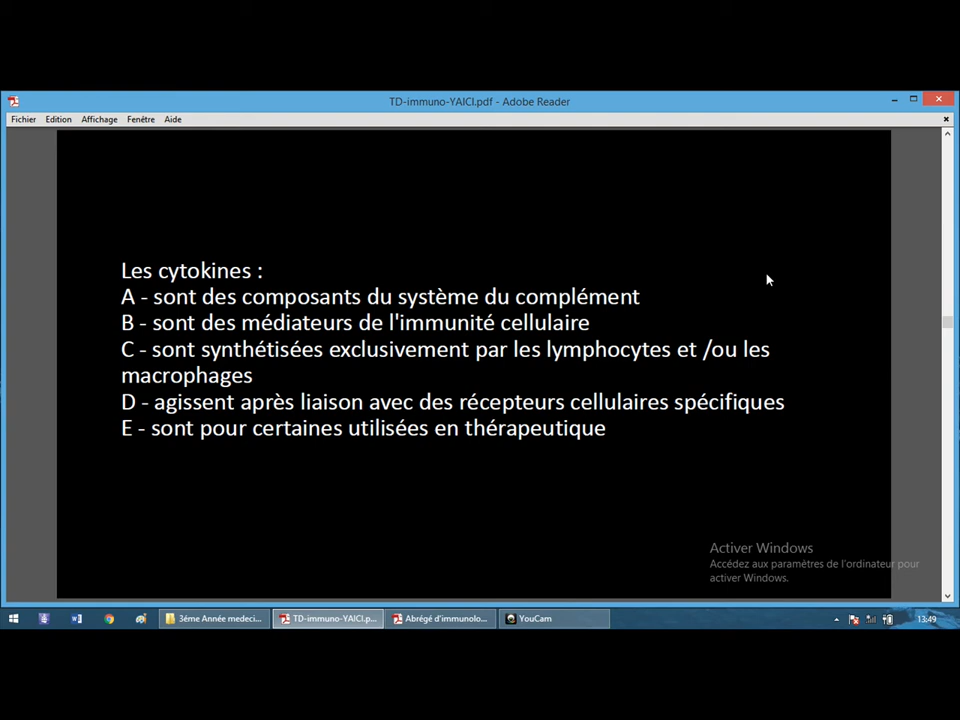 TD-immuno-YAICI.pdf - Adobe Reader
Fichier Edition Affichage Fenêtre Aide
Les cytokines :
A - sont des composants du système du complément
B - sont des médiateurs de l'immunité cellulaire
C - sont synthétisées exclusivement par les lymphocytes et /ou les
macrophages
D - agissent après liaison avec des récepteurs cellulaires spécifiques
E - sont pour certaines utilisées en thérapeutique
Activer Windows
Accédez aux paramètres de l'ordinateur pour
activer Windows.
3éme Année medeci... TD-immuno-YAICI.p... Abrégé d'immunolo... YouCam 13:49